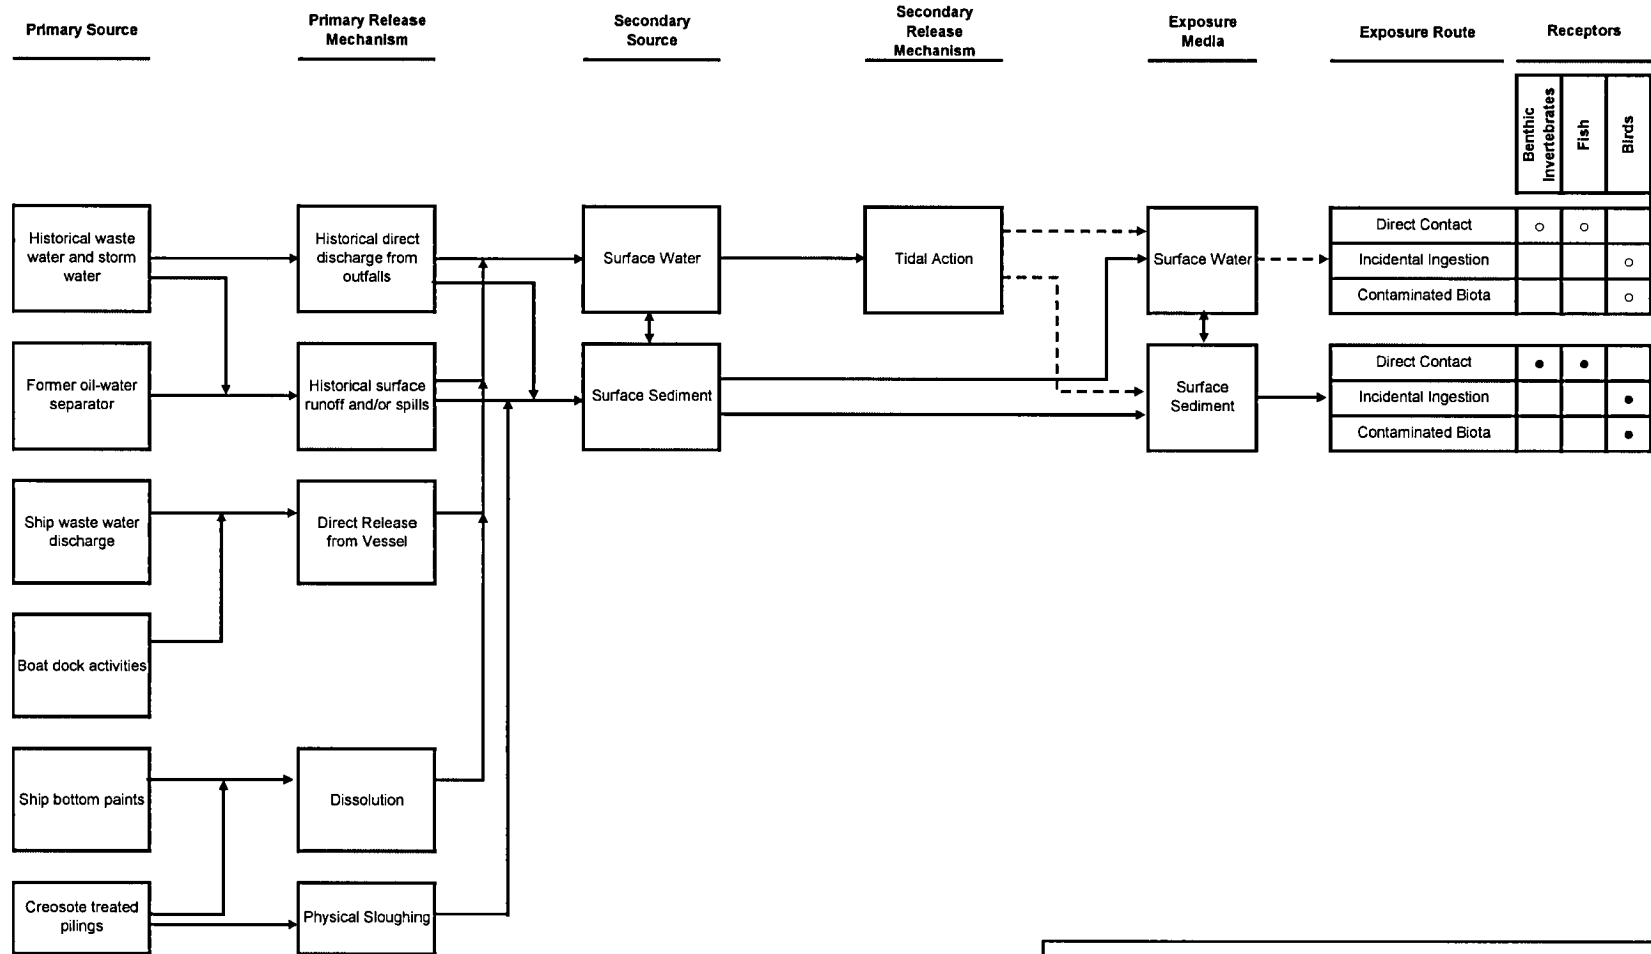 Primary Source
Primary Release
Mechanism
Secondary
Source
Secondary
Release
Mechanism
Exposure
Media
Exposure Route
Receptors
Benthic
Invertebrates
Fish
Birds
Historical waste
water and storm
water
Historical direct
discharge from
outfalls
Surface Water
Tidal Action
Surface Water
Direct Contact
Incidental Ingestion
Contaminated Biota
Former oil-water
separator
Historical surface
runoff and/or spills
Surface Sediment
Surface
Sediment
Direct Contact
Incidental Ingestion
Contaminated Biota
Ship waste water
discharge
Direct Release
from Vessel
Boat dock activities
Ship bottom paints
Dissolution
Creosote treated
pilings
Physical Sloughing